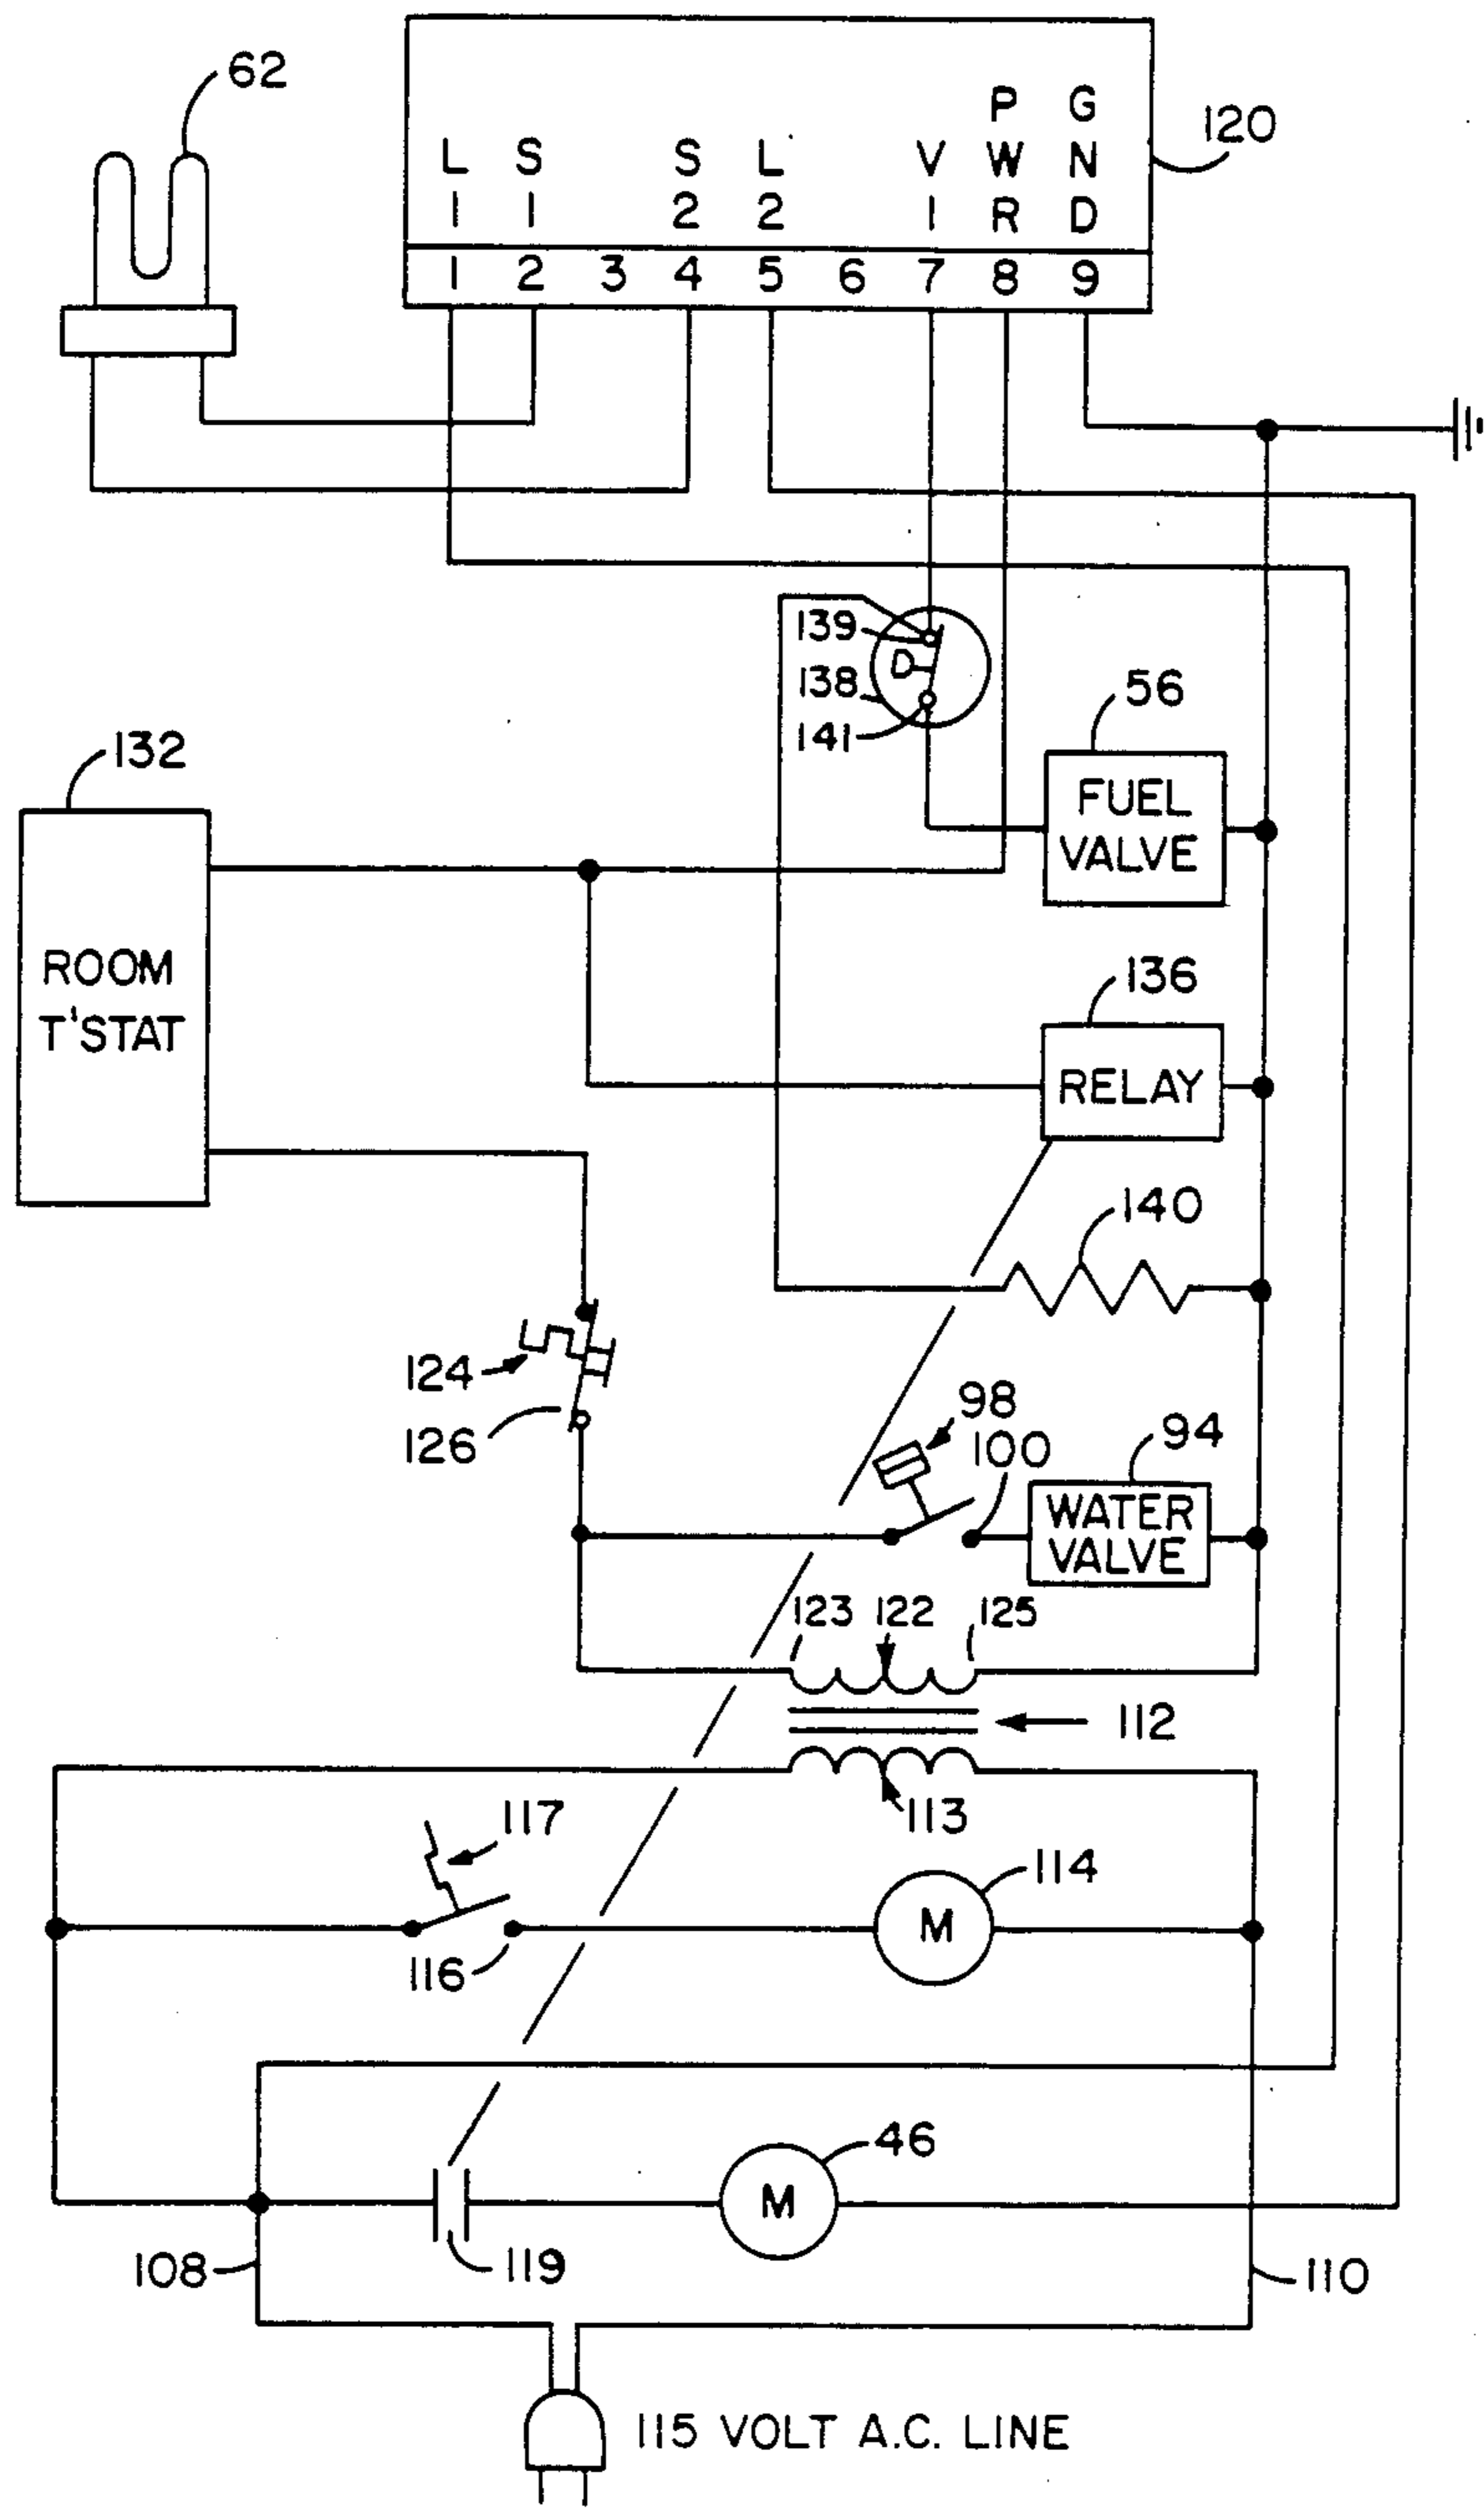 62
120
P G
L S S L V W N
1 1 2 2 1 R D
1 2 3 4 5 6 7 8 9
139
D
138
141
56
FUEL
VALVE
132
ROOM
T'STAT
136
RELAY
140
124
126
98
100
94
WATER
VALVE
123 122 125
112
113
117
114
M
116
46
M
108
119
110
115 VOLT A.C. LINE